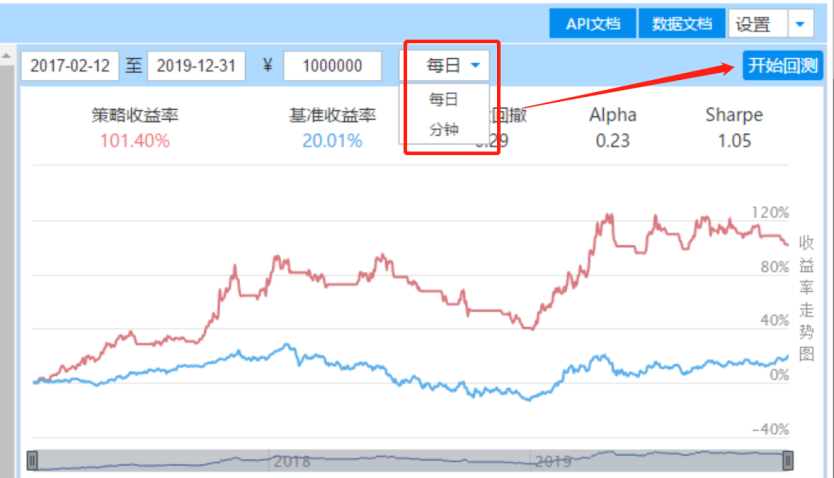 API文档 数据文档 设置
2017-02-12 至 2019-12-31 ¥ 1000000 每日 开始回测
每日
分钟
策略收益率 基准收益率 回撤 Alpha Sharpe
101.40% 20.01% 0.29 0.23 1.05
120%
80%
40%
0%
-40%
收益率走势图
2018 2019